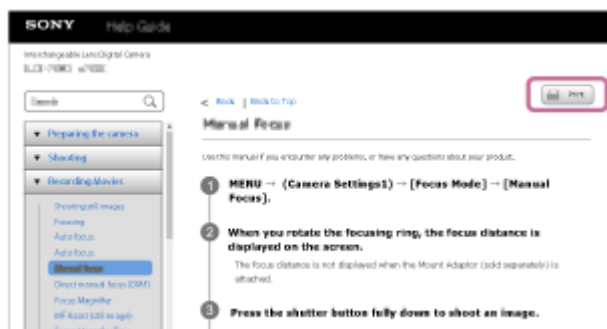 SONY Help Guide
Interchangeable Lens Digital Camera
Search
Print
< Back | Back to Top
Manual Focus
▼ Preparing the camera
▼ Shooting
▼ Recording Movies
Shooting still images
Focusing
Auto focus
Auto focus
Manual focus
Direct manual focus (DMF)
Focus Magnifier
MF Assist (still image)
Use this manual if you encounter any problems, or have any questions about your product.
1 MENU → (Camera Settings1) → [Focus Mode] → [Manual
Focus].
2 When you rotate the focusing ring, the focus distance is
displayed on the screen.
The focus distance is not displayed when the Mount Adaptor (sold separately) is
attached.
3 Press the shutter button fully down to shoot an image.